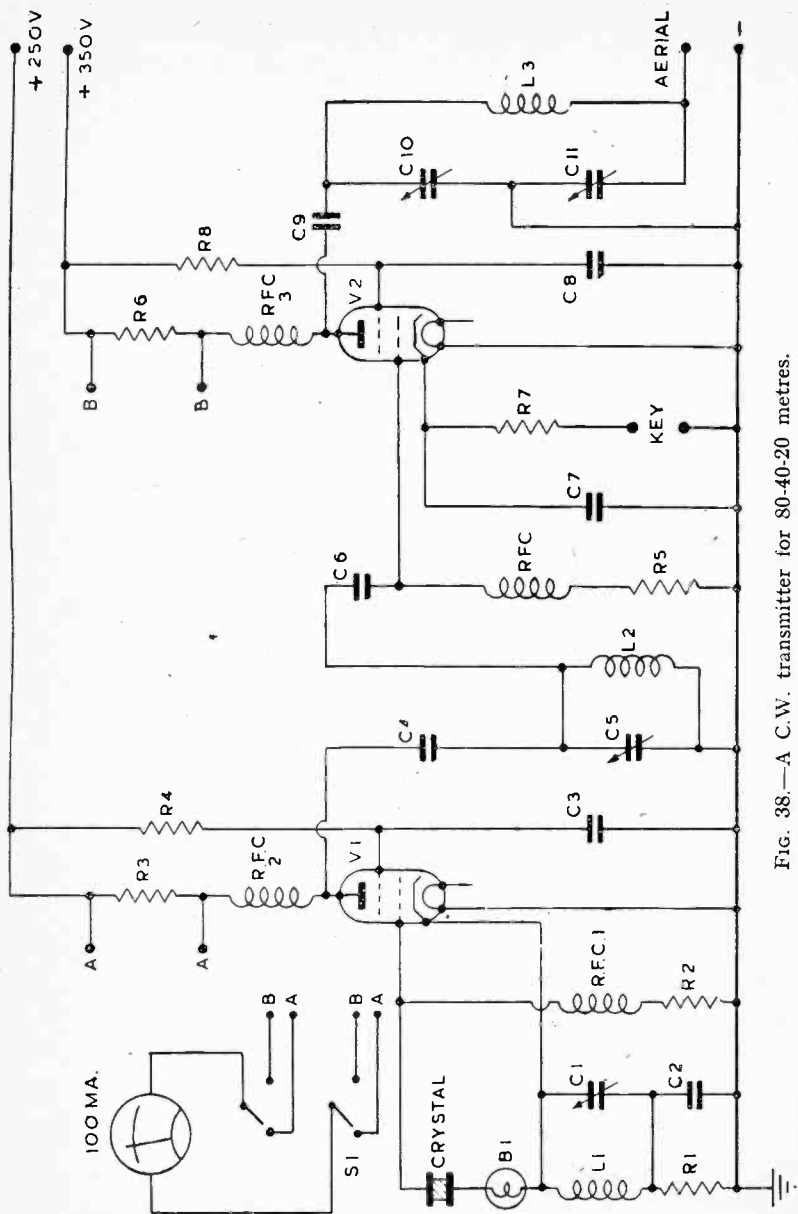 + 250V
+ 350V
100 MA.
S1
B
A
B
A
A
A
R3
R4
R.F.C.
2
V1
B
B
R6
R8
RFC
3
V2
C9
C10
C11
L3
AERIAL
CRYSTAL
B1
L1
R1
C1
C2
R.F.C.1
R2
C3
C4
C5
L2
C6
RFC
R5
C7
R7
KEY
C8
−
FIG. 38.—A C.W. transmitter for 80-40-20 metres.